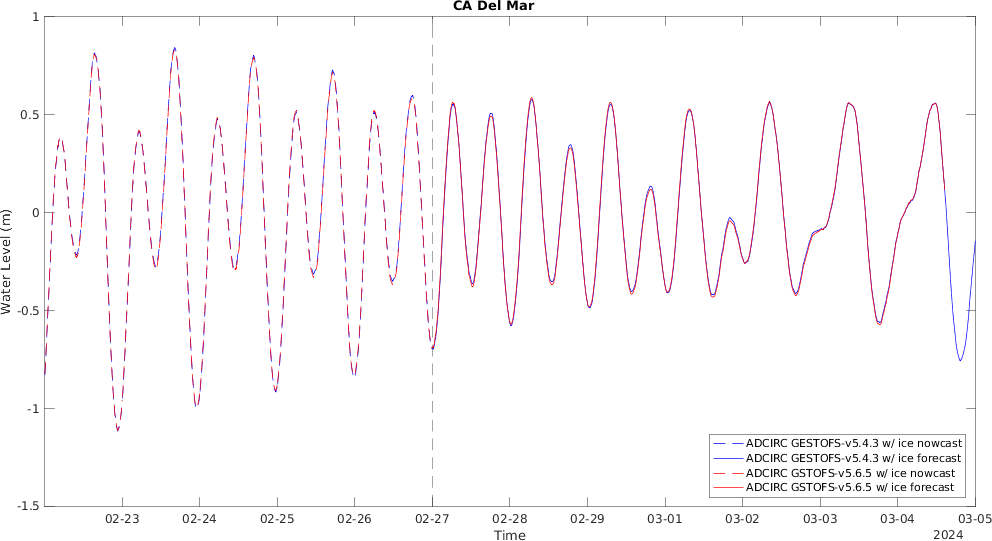 CA Del Mar
1
0.5
0
-0.5
-1
-1.5
Water Level (m)
02-23 02-24 02-25 02-26 02-27 02-28 02-29 03-01 03-02 03-03 03-04 03-05
Time
2024
ADCIRC GESTOFS-v5.4.3 w/ ice nowcast
ADCIRC GESTOFS-v5.4.3 w/ ice forecast
ADCIRC GSTOFS-v5.6.5 w/ ice nowcast
ADCIRC GSTOFS-v5.6.5 w/ ice forecast